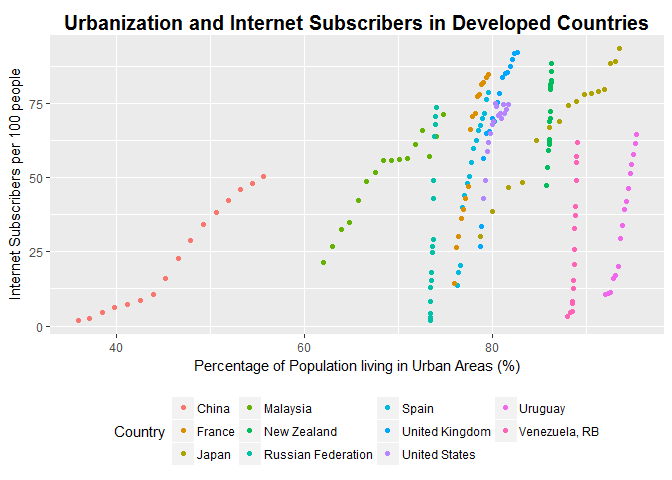 Urbanization and Internet Subscribers in Developed Countries
Internet Subscribers per 100 people
75
50
25
0
40
60
80
Percentage of Population living in Urban Areas (%)
Country
China
Malaysia
Spain
Uruguay
France
New Zealand
United Kingdom
Venezuela, RB
Japan
Russian Federation
United States